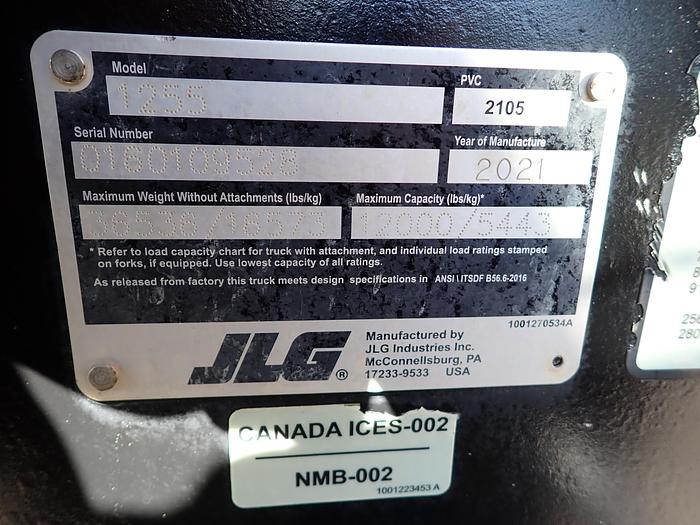 Model
1255
PVC
2105
Serial Number
0160109528
Year of Manufacture
2021
Maximum Weight Without Attachments (lbs/kg)
Maximum Capacity (lbs/kg)*
12000/5443
* Refer to load capacity chart for truck with attachment, and individual load ratings stamped
on forks, if equipped. Use lowest capacity of all ratings.
As released from factory this truck meets design specifications in ANSI \ ITSDF B56.6-2016
1001270534A
JLG®
Manufactured by
JLG Industries Inc.
McConnellsburg, PA
17233-9533 USA
CANADA ICES-002
NMB-002
1001223453 A